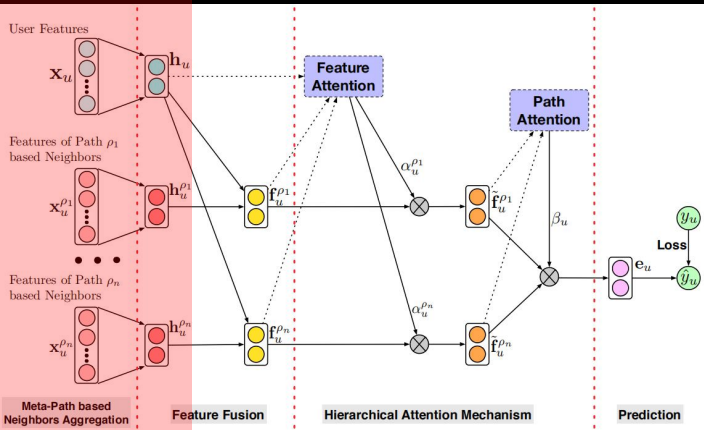 User Features
x_u
h_u
Feature
Attention
Path
Attention
Features of Path ρ_1
based Neighbors
x_u^{ρ_1}
h_u^{ρ_1}
f_u^{ρ_1}
α_u^{ρ_1}
f̃_u^{ρ_1}
β_u
y_u
Loss
e_u
ŷ_u
Features of Path ρ_n
based Neighbors
x_u^{ρ_n}
h_u^{ρ_n}
f_u^{ρ_n}
α_u^{ρ_n}
f̃_u^{ρ_n}
Meta-Path based
Neighbors Aggregation
Feature Fusion
Hierarchical Attention Mechanism
Prediction